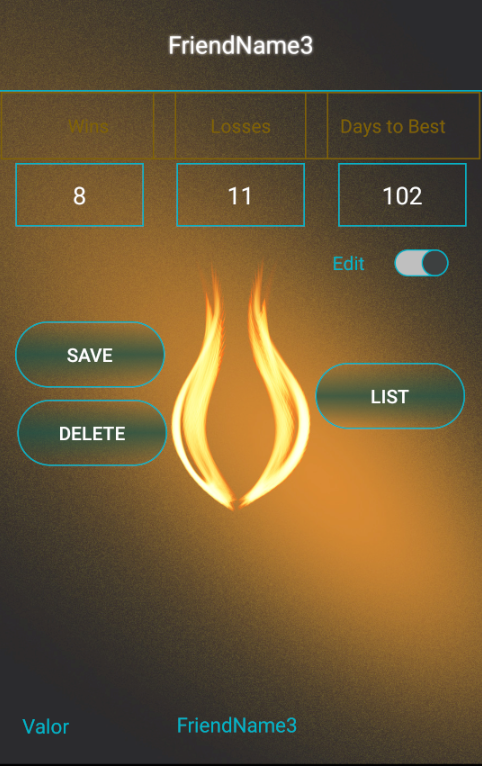 FriendName3
Wins Losses Days to Best
8 11 102
Edit
SAVE
LIST
DELETE
Valor FriendName3